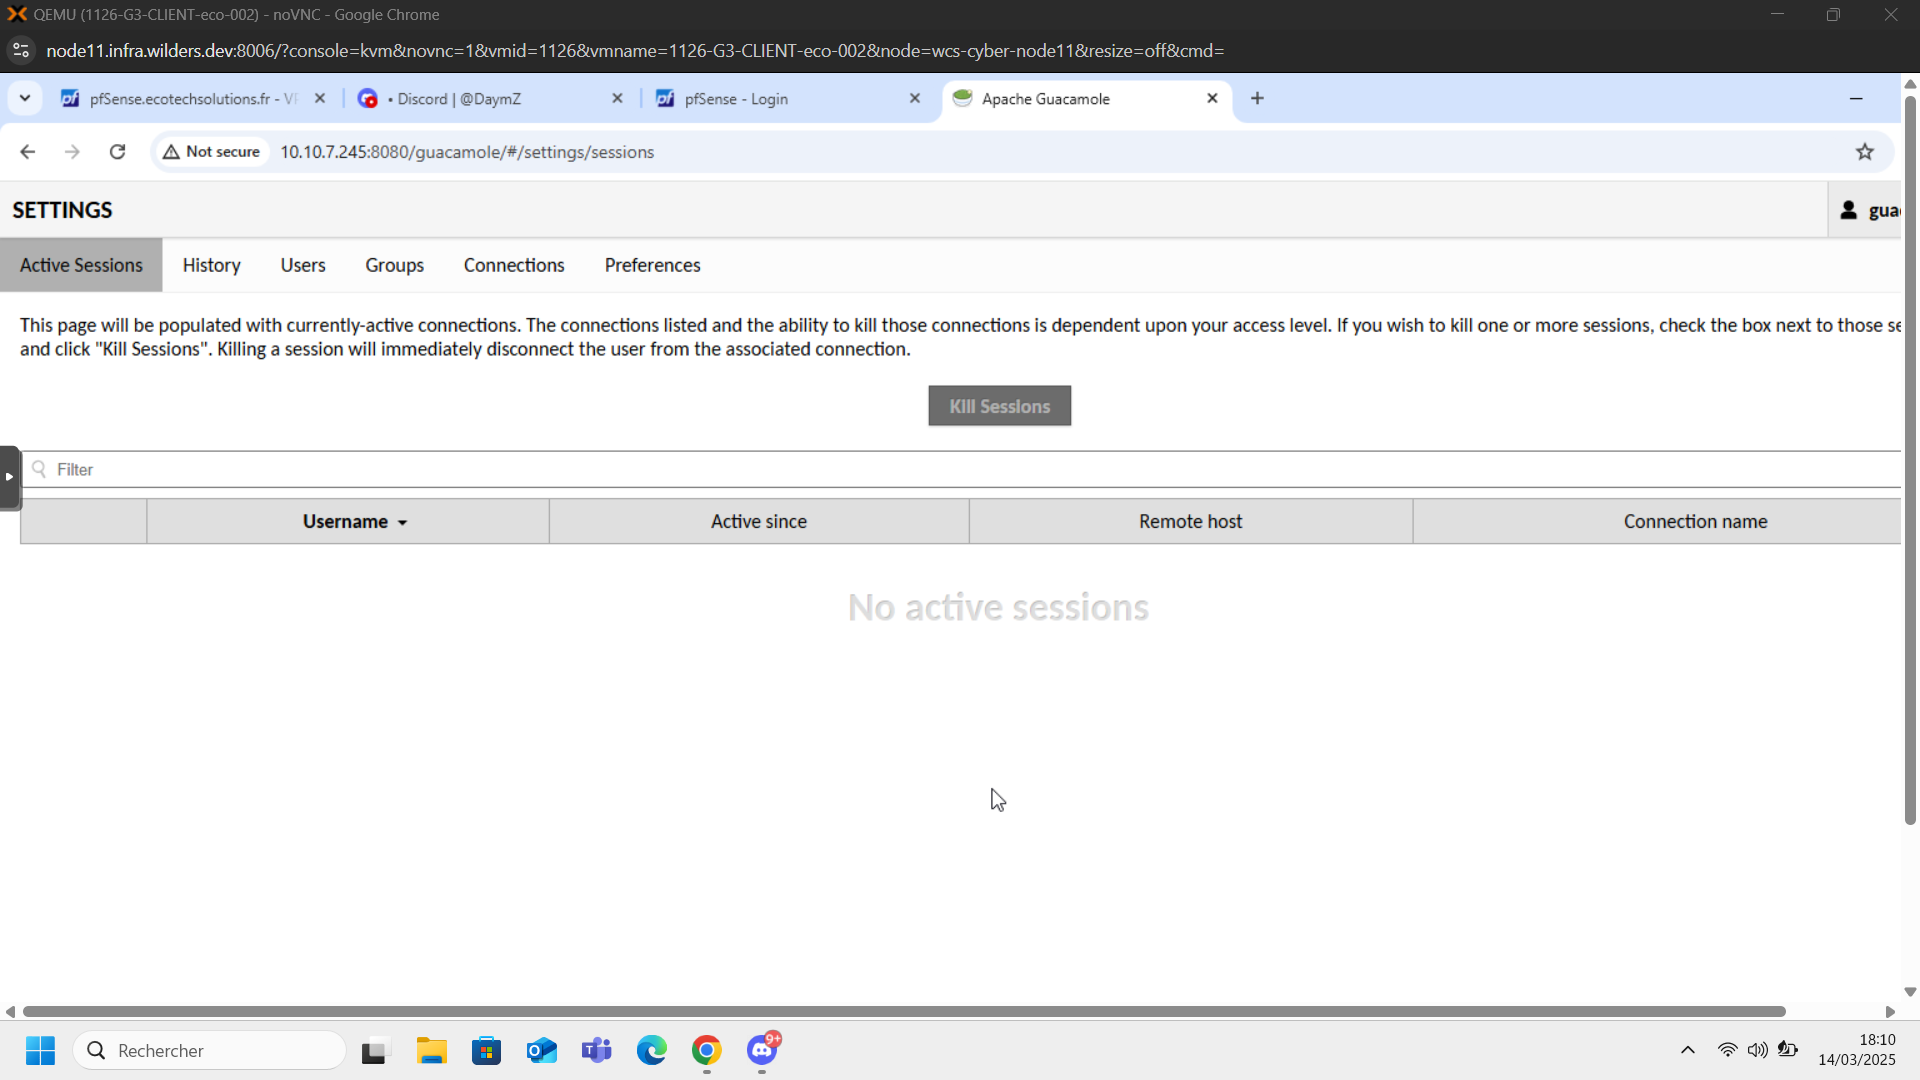 QEMU (1126-G3-CLIENT-eco-002) - noVNC - Google Chrome
node11.infra.wilders.dev:8006/?console=kvm&novnc=1&vmid=1126&vmname=1126-G3-CLIENT-eco-002&node=wcs-cyber-node11&resize=off&cmd=
pfSense.ecotechsolutions.fr - VP
• Discord | @DaymZ
pfSense - Login
Apache Guacamole
Not secure
10.10.7.245:8080/guacamole/#/settings/sessions
SETTINGS
gua
Active Sessions
History
Users
Groups
Connections
Preferences
This page will be populated with currently-active connections. The connections listed and the ability to kill those connections is dependent upon your access level. If you wish to kill one or more sessions, check the box next to those se
and click "Kill Sessions". Killing a session will immediately disconnect the user from the associated connection.
Kill Sessions
Filter
Username
Active since
Remote host
Connection name
No active sessions
Rechercher
9+
18:10
14/03/2025